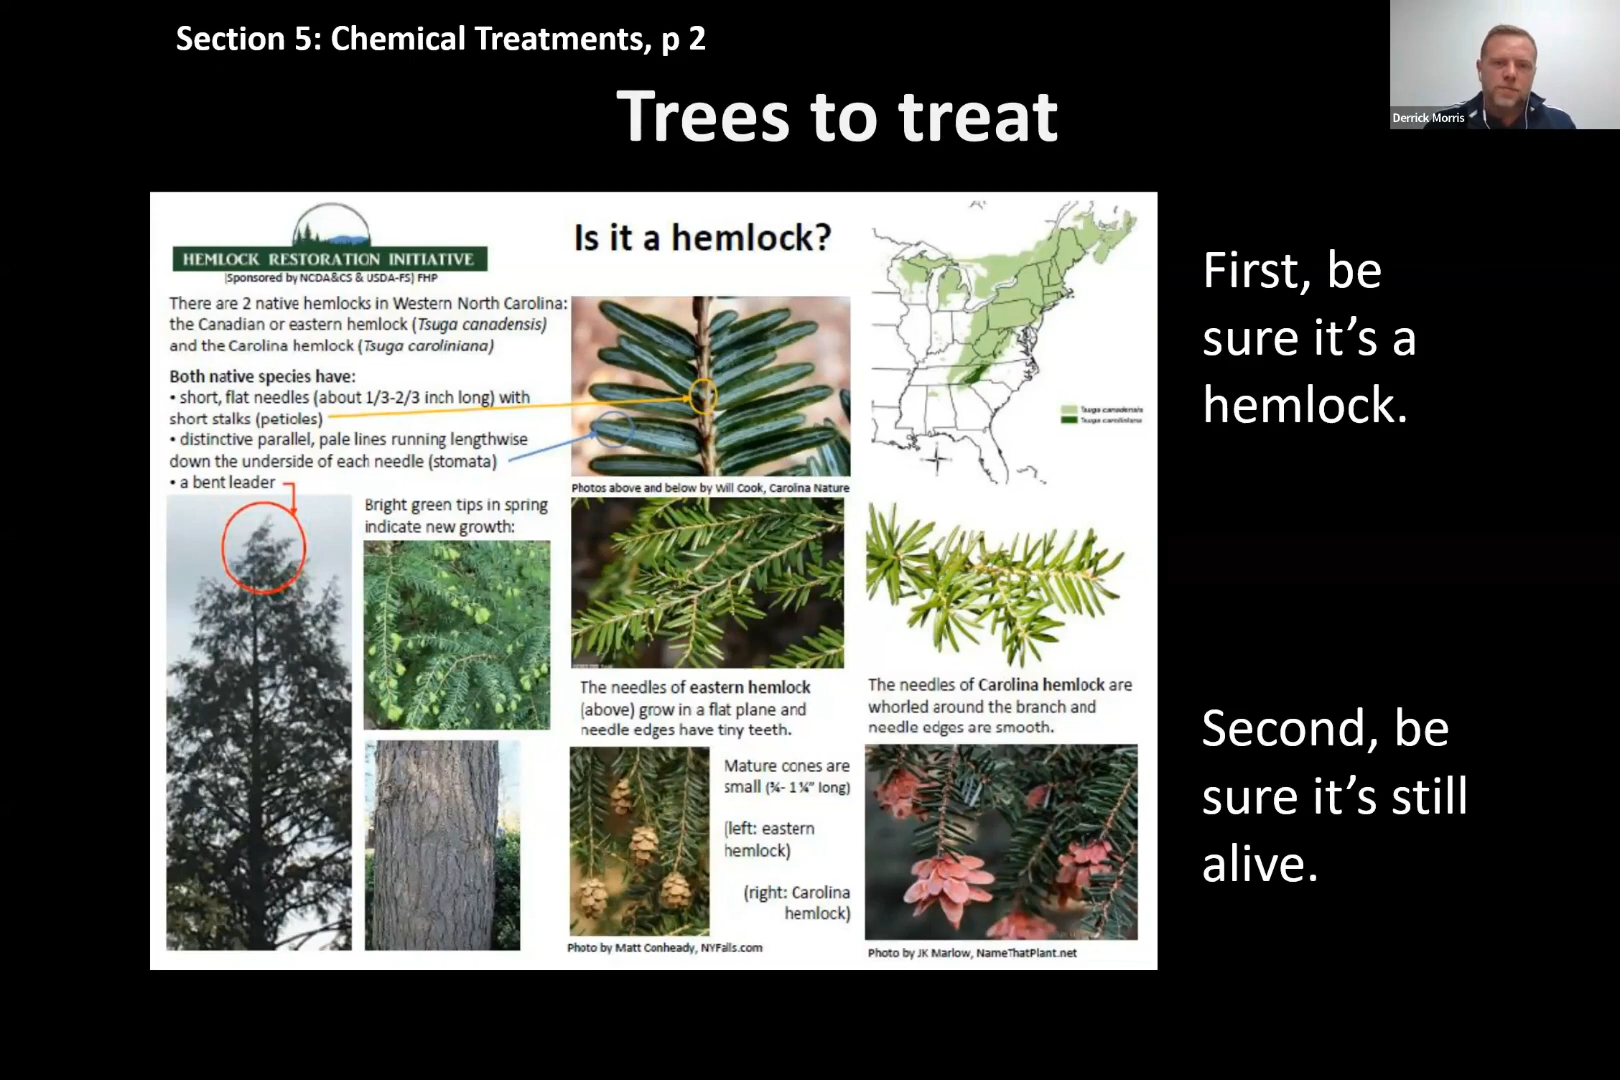 Section 5: Chemical Treatments, p 2
Trees to treat
Derrick Morris
HEMLOCK RESTORATION INITIATIVE
(Sponsored by NCDA&CS & USDA-FS) FHP
Is it a hemlock?
There are 2 native hemlocks in Western North Carolina:
the Canadian or eastern hemlock (Tsuga canadensis)
and the Carolina hemlock (Tsuga caroliniana)
Both native species have:
• short, flat needles (about 1/3-2/3 inch long) with
short stalks (petioles)
• distinctive parallel, pale lines running lengthwise
down the underside of each needle (stomata)
• a bent leader
Bright green tips in spring
indicate new growth:
Photos above and below by Will Cook, Carolina Nature
Tsuga canadensis
Tsuga caroliniana
The needles of eastern hemlock
(above) grow in a flat plane and
needle edges have tiny teeth.
The needles of Carolina hemlock are
whorled around the branch and
needle edges are smooth.
Mature cones are
small (¾- 1¼" long)
(left: eastern
hemlock)
(right: Carolina
hemlock)
Photo by Matt Conheady, NYFalls.com
Photo by JK Marlow, NameThatPlant.net
First, be
sure it's a
hemlock.
Second, be
sure it's still
alive.